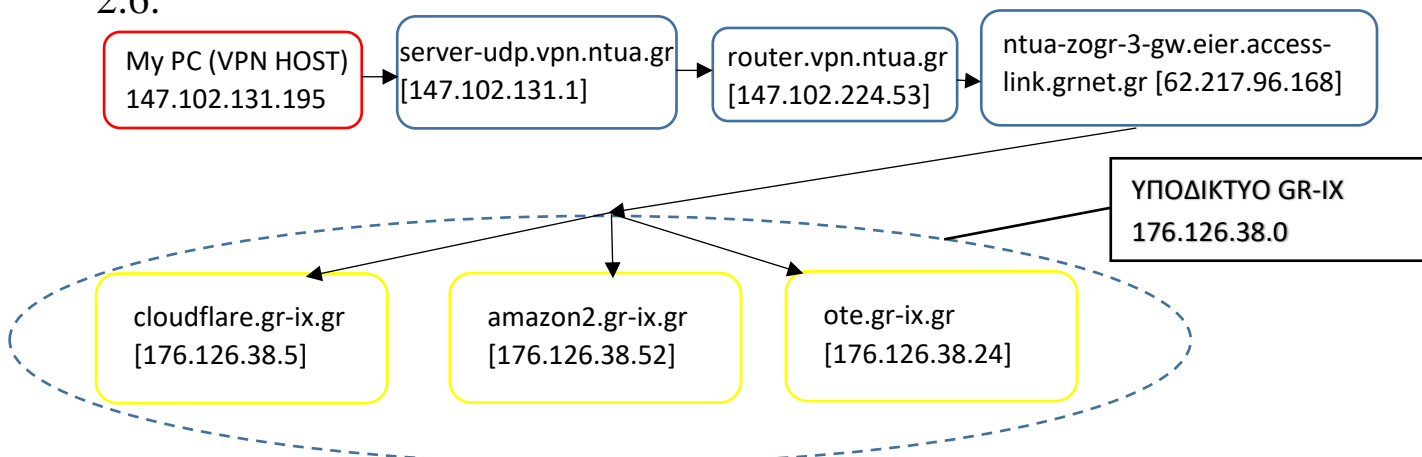 2.6.
My PC (VPN HOST)
147.102.131.195
server-udp.vpn.ntua.gr
[147.102.131.1]
router.vpn.ntua.gr
[147.102.224.53]
ntua-zogr-3-gw.eier.access-
link.grnet.gr [62.217.96.168]
ΥΠΟΔΙΚΤΥΟ GR-IX
176.126.38.0
cloudflare.gr-ix.gr
[176.126.38.5]
amazon2.gr-ix.gr
[176.126.38.52]
ote.gr-ix.gr
[176.126.38.24]